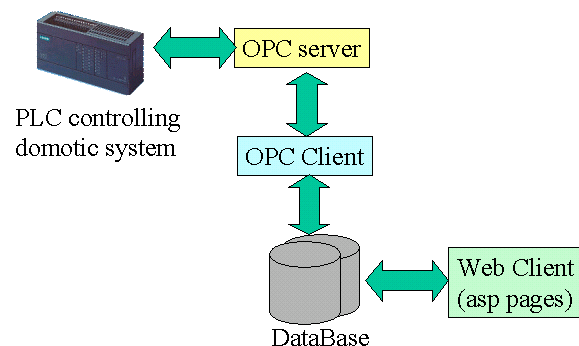 OPC server
PLC controlling
domotic system
OPC Client
Web Client
(asp pages)
DataBase